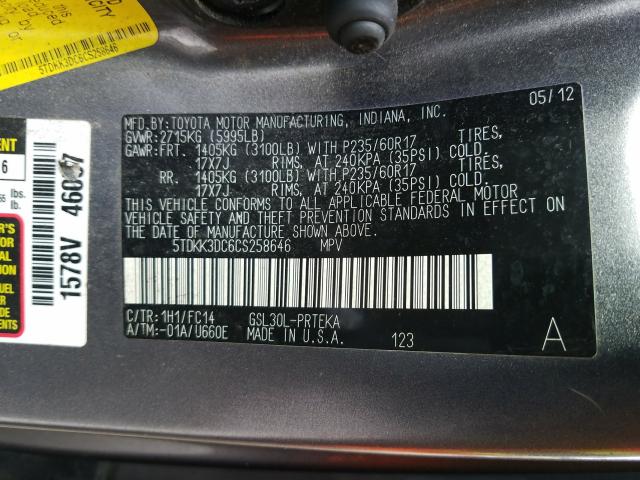 5TDKK3DC6CS258646
MFD.BY:TOYOTA MOTOR MANUFACTURING, INDIANA, INC. 05/12
GVWR:2715KG (5995LB)
GAWR:FRT. 1405KG (3100LB) WITH P235/60R17 TIRES,
17X7J RIMS, AT 240KPA (35PSI) COLD.
RR. 1405KG (3100LB) WITH P235/60R17 TIRES,
17X7J RIMS, AT 240KPA (35PSI) COLD.
THIS VEHICLE CONFORMS TO ALL APPLICABLE FEDERAL MOTOR
VEHICLE SAFETY AND THEFT PREVENTION STANDARDS IN EFFECT ON
THE DATE OF MANUFACTURE SHOWN ABOVE.
5TDKK3DC6CS258646 MPV
C/TR:1H1/FC14 GSL30L-PRTEKA
A/TM:-01A/U660E MADE IN U.S.A. 123 A
1578V
lbs.